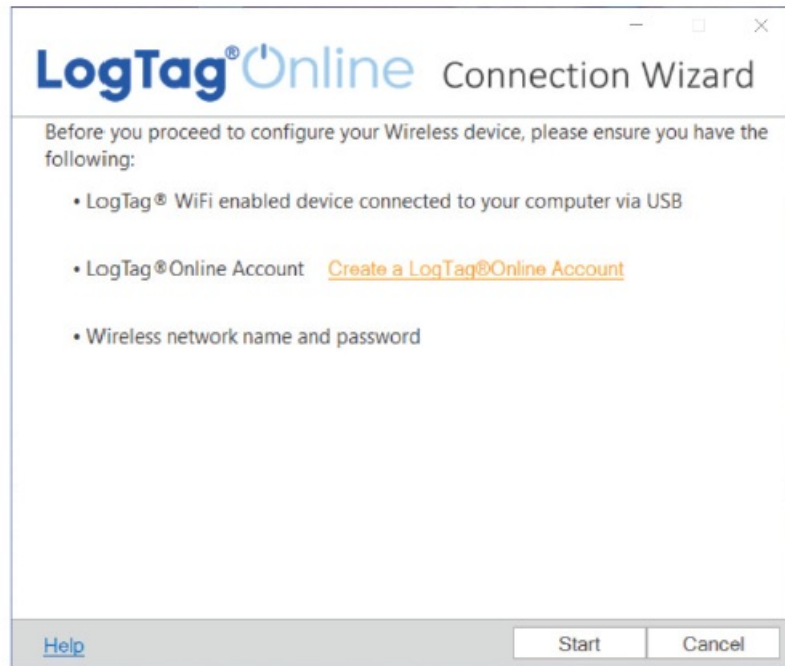 LogTag®Online Connection Wizard
Before you proceed to configure your Wireless device, please ensure you have the
following:
• LogTag® WiFi enabled device connected to your computer via USB
• LogTag®Online Account Create a LogTag®Online Account
• Wireless network name and password
Help Start Cancel